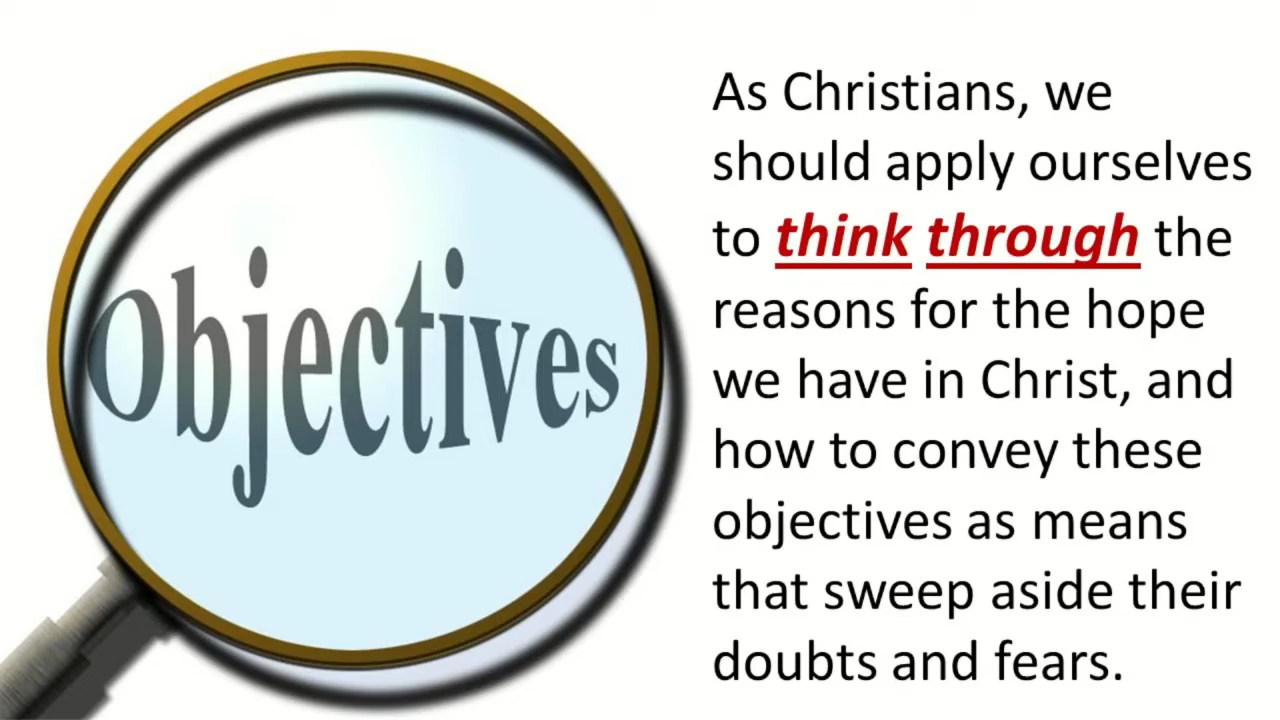 Objectives
As Christians, we
should apply ourselves
to think through the
reasons for the hope
we have in Christ, and
how to convey these
objectives as means
that sweep aside their
doubts and fears.